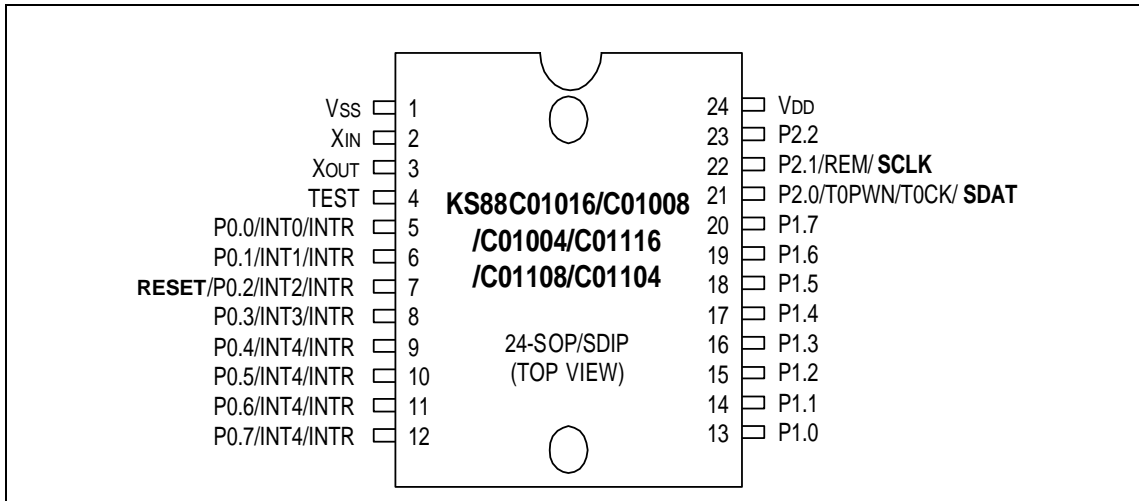 VSS 1
XIN 2
XOUT 3
TEST 4
P0.0/INT0/INTR 5
P0.1/INT1/INTR 6
RESET/P0.2/INT2/INTR 7
P0.3/INT3/INTR 8
P0.4/INT4/INTR 9
P0.5/INT4/INTR 10
P0.6/INT4/INTR 11
P0.7/INT4/INTR 12
KS88C01016/C01008
/C01004/C01116
/C01108/C01104
24-SOP/SDIP
(TOP VIEW)
24 VDD
23 P2.2
22 P2.1/REM/ SCLK
21 P2.0/T0PWN/T0CK/ SDAT
20 P1.7
19 P1.6
18 P1.5
17 P1.4
16 P1.3
15 P1.2
14 P1.1
13 P1.0